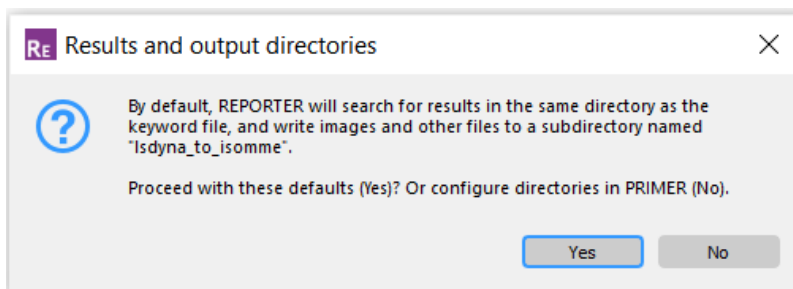 RE Results and output directories
By default, REPORTER will search for results in the same directory as the
keyword file, and write images and other files to a subdirectory named
"lsdyna_to_isomme".
Proceed with these defaults (Yes)? Or configure directories in PRIMER (No).
Yes No